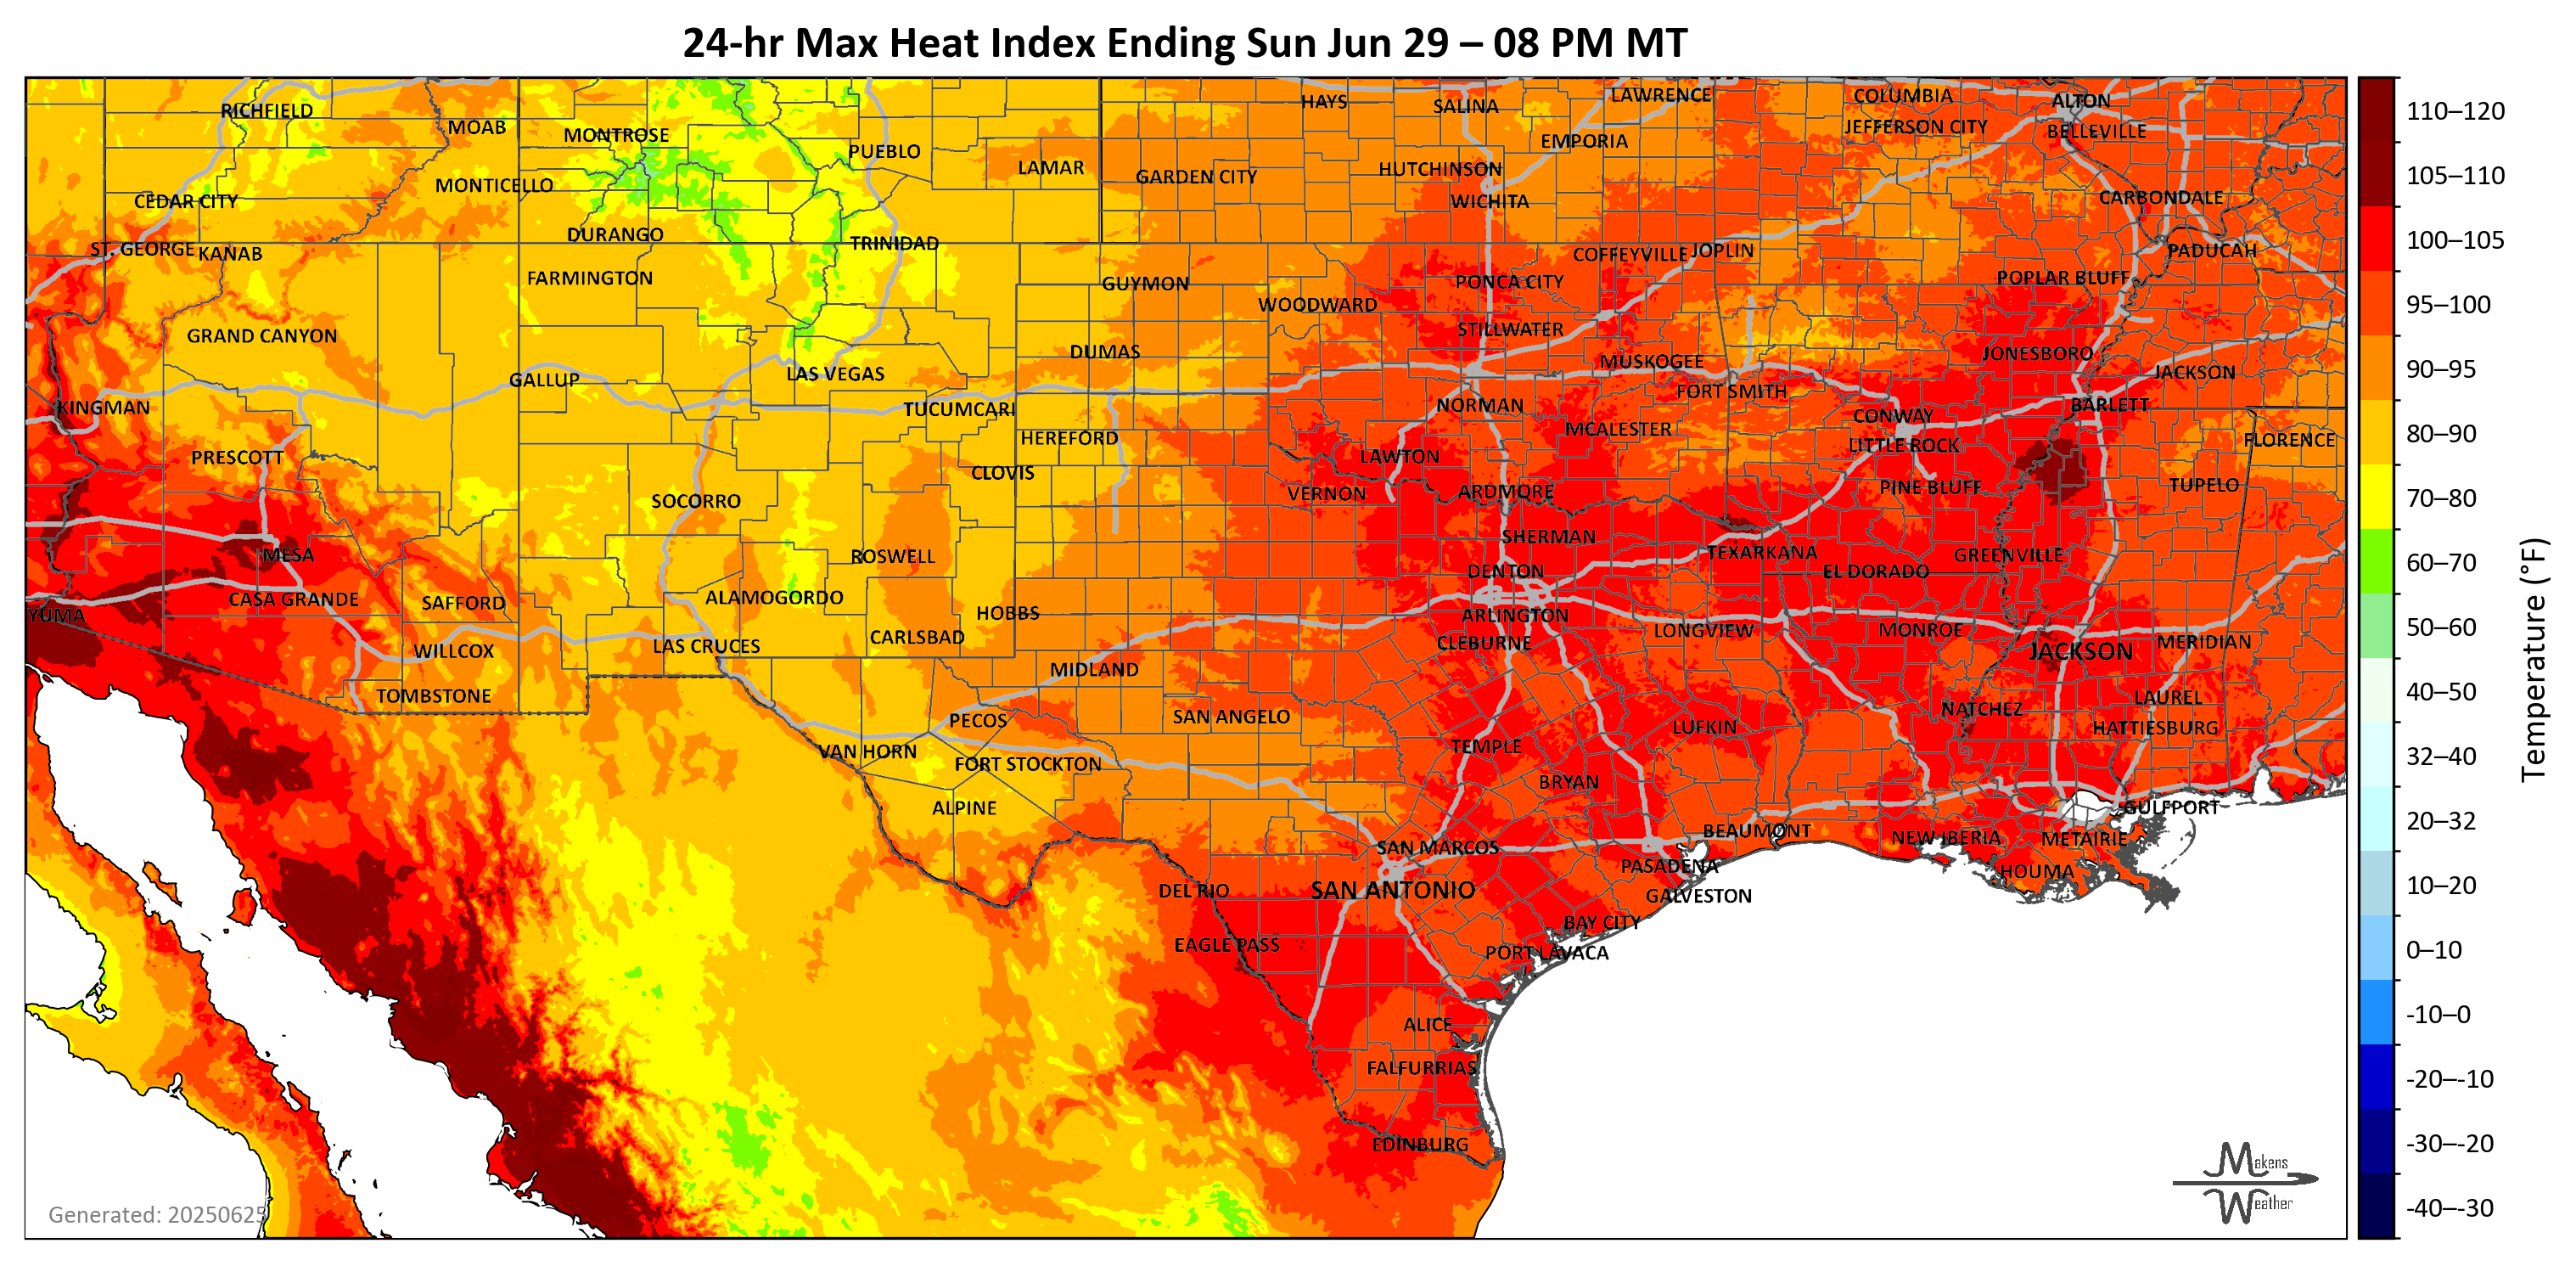 24-hr Max Heat Index Ending Sun Jun 29 – 08 PM MT
RICHFIELD
MOAB
MONTROSE
PUEBLO
LAMAR
GARDEN CITY
HAYS
SALINA
LAWRENCE
EMPORIA
HUTCHINSON
WICHITA
COLUMBIA
JEFFERSON CITY
ALTON
BELLEVILLE
CEDAR CITY
MONTICELLO
CARBONDALE
ST. GEORGE
KANAB
DURANGO
TRINIDAD
FARMINGTON
GUYMON
WOODWARD
PONCA CITY
COFFEYVILLE
JOPLIN
POPLAR BLUFF
PADUCAH
GRAND CANYON
DUMAS
STILLWATER
MUSKOGEE
JONESBORO
JACKSON
GALLUP
LAS VEGAS
FORT SMITH
KINGMAN
TUCUMCARI
NORMAN
CONWAY
BARLETT
HEREFORD
MCALESTER
LITTLE ROCK
FLORENCE
PRESCOTT
CLOVIS
LAWTON
SOCORRO
VERNON
ARDMORE
PINE BLUFF
TUPELO
MESA
ROSWELL
SHERMAN
TEXARKANA
GREENVILLE
DENTON
EL DORADO
YUMA
CASA GRANDE
SAFFORD
ALAMOGORDO
HOBBS
ARLINGTON
WILLCOX
LAS CRUCES
CARLSBAD
CLEBURNE
LONGVIEW
MONROE
JACKSON
MERIDIAN
MIDLAND
TOMBSTONE
PECOS
SAN ANGELO
LUFKIN
NATCHEZ
LAUREL
HATTIESBURG
VAN HORN
FORT STOCKTON
TEMPLE
BRYAN
ALPINE
GULFPORT
SAN MARCOS
BEAUMONT
NEW IBERIA
METAIRIE
DEL RIO
SAN ANTONIO
PASADENA
GALVESTON
HOUMA
BAY CITY
EAGLE PASS
PORT LAVACA
ALICE
FALFURRIAS
EDINBURG
Generated: 20250625
Makens
Weather
110–120
105–110
100–105
95–100
90–95
80–90
70–80
60–70
50–60
40–50
32–40
20–32
10–20
0–10
-10–0
-20–-10
-30–-20
-40–-30
Temperature (°F)